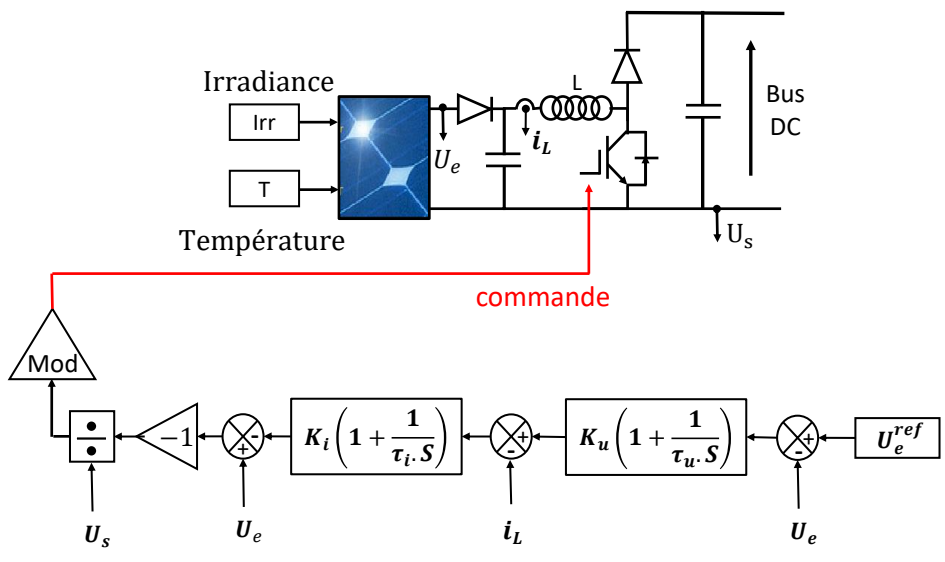 Irradiance
Irr
T
Température
U_e
i_L
L
Bus
DC
U_s
commande
Mod
÷
−1
- +
K_i(1 + 1/(τ_i.S))
+ -
K_u(1 + 1/(τ_u.S))
+ -
U_e^{ref}
U_s
U_e
i_L
U_e